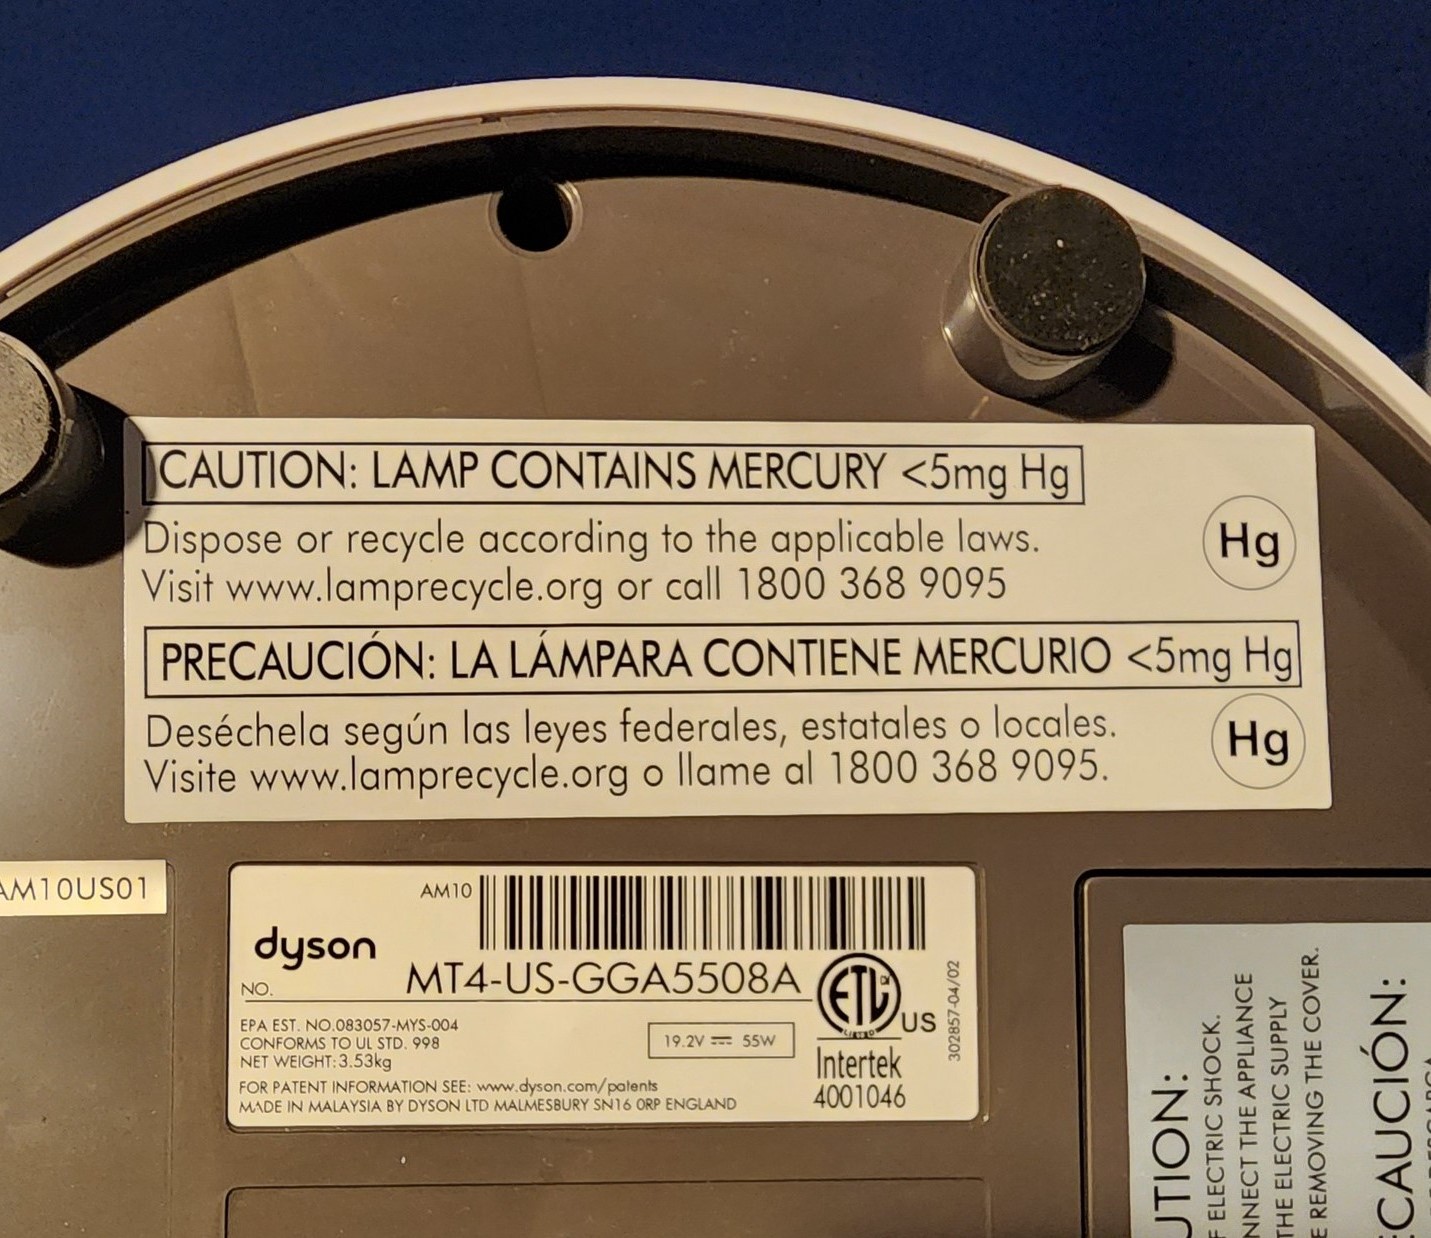 CAUTION: LAMP CONTAINS MERCURY <5mg Hg
Dispose or recycle according to the applicable laws.
Visit www.lamprecycle.org or call 1800 368 9095
Hg
PRECAUCIÓN: LA LÁMPARA CONTIENE MERCURIO <5mg Hg
Deséchela según las leyes federales, estatales o locales.
Visite www.lamprecycle.org o llame al 1800 368 9095.
Hg
AM10US01
AM10
dyson
NO. MT4-US-GGA5508A
EPA EST. NO.083057-MYS-004
CONFORMS TO UL STD. 998
NET WEIGHT:3.53kg
FOR PATENT INFORMATION SEE: www.dyson.com/patents
MADE IN MALAYSIA BY DYSON LTD MALMESBURY SN16 0RP ENGLAND
19.2V ⎓ 55W
ETL US
Intertek
4001046
302857-04/02
UTION:
F ELECTRIC SHOCK.
NNECT THE APPLIANCE
THE ELECTRIC SUPPLY
E REMOVING THE COVER.
CAUCIÓN: